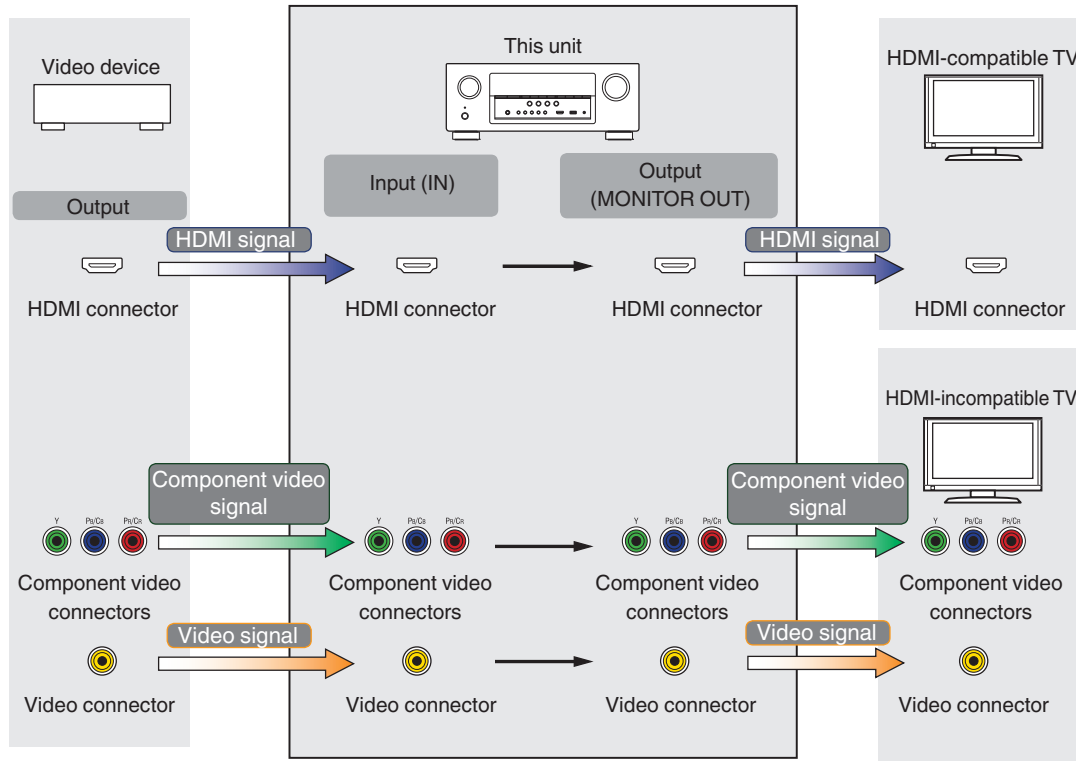 Video device
This unit
HDMI-compatible TV
Output
Input (IN)
Output
(MONITOR OUT)
HDMI signal
HDMI signal
HDMI connector
HDMI connector
HDMI connector
HDMI connector
HDMI-incompatible TV
Component video
signal
Component video
signal
Y PB/CB PR/CR
Y PB/CB PR/CR
Y PB/CB PR/CR
Y PB/CB PR/CR
Component video
connectors
Component video
connectors
Component video
connectors
Component video
connectors
Video signal
Video signal
Video connector
Video connector
Video connector
Video connector